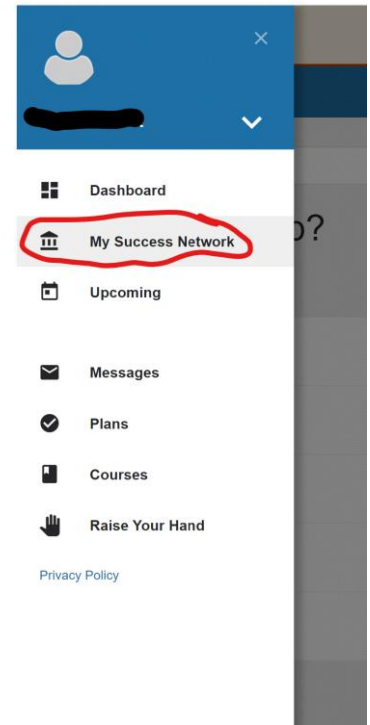 Dashboard
My Success Network
Upcoming
Messages
Plans
Courses
Raise Your Hand
Privacy Policy